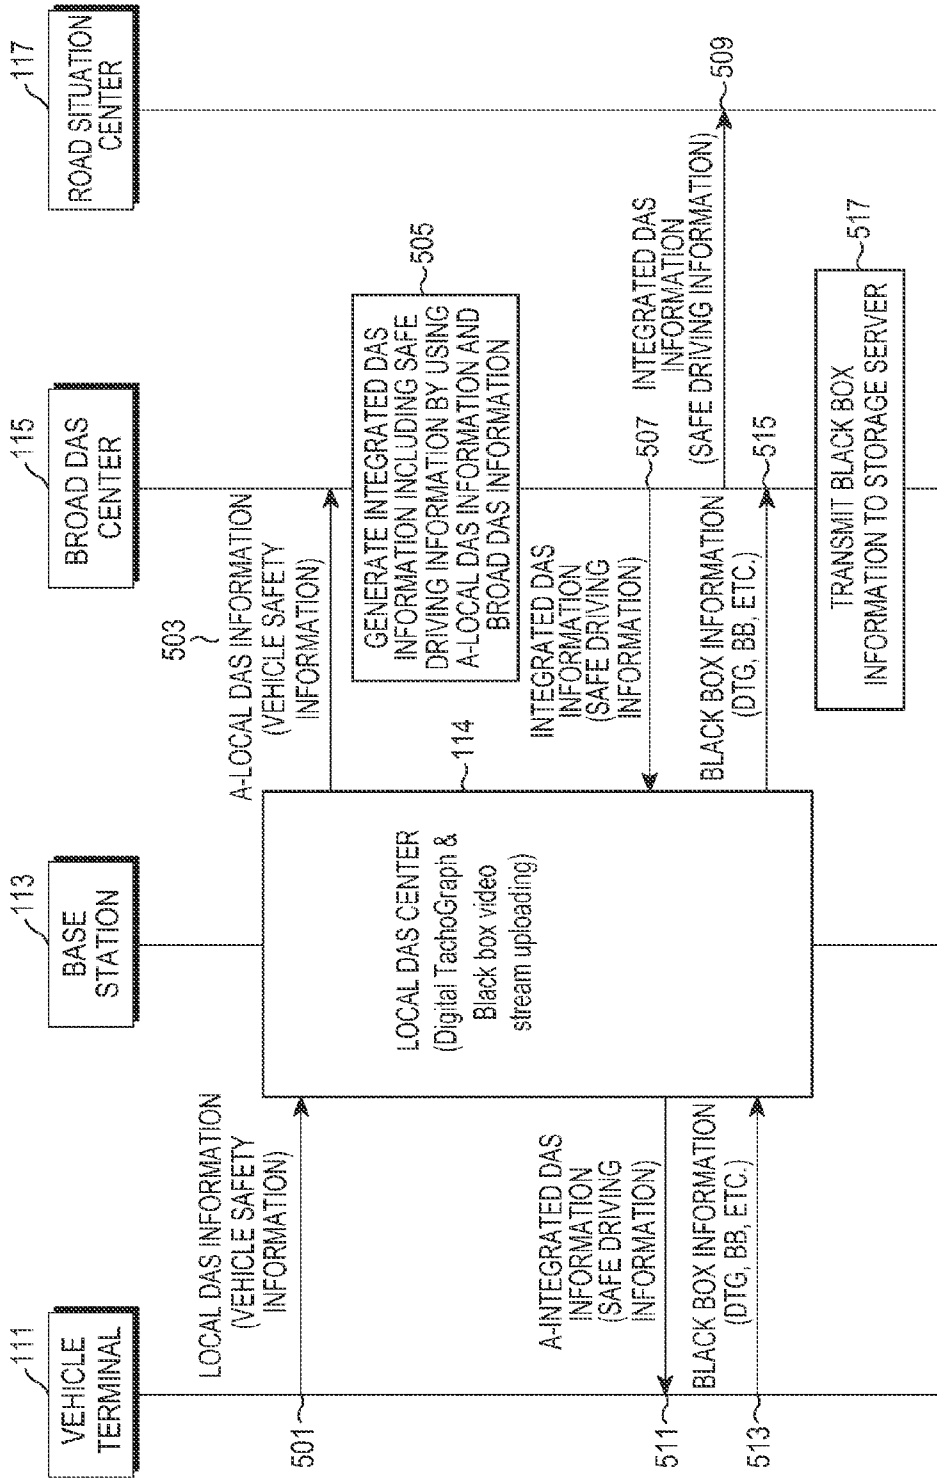 111
VEHICLE
TERMINAL
113
BASE
STATION
115
BROAD DAS
CENTER
117
ROAD SITUATION
CENTER
501
LOCAL DAS INFORMATION
(VEHICLE SAFETY
INFORMATION)
503
A-LOCAL DAS INFORMATION
(VEHICLE SAFETY
INFORMATION)
505
GENERATE INTEGRATED DAS
INFORMATION INCLUDING SAFE
DRIVING INFORMATION BY USING
A-LOCAL DAS INFORMATION AND
BROAD DAS INFORMATION
114
LOCAL DAS CENTER
(Digital TachoGraph &
Black box video
stream uploading)
INTEGRATED DAS
INFORMATION
(SAFE DRIVING
INFORMATION)
507
INTEGRATED DAS
INFORMATION
(SAFE DRIVING INFORMATION)
509
A-INTEGRATED DAS
INFORMATION
(SAFE DRIVING
INFORMATION)
511
BLACK BOX INFORMATION
(DTG, BB, ETC.)
513
BLACK BOX INFORMATION
(DTG, BB, ETC.)
515
TRANSMIT BLACK BOX
INFORMATION TO STORAGE SERVER
517